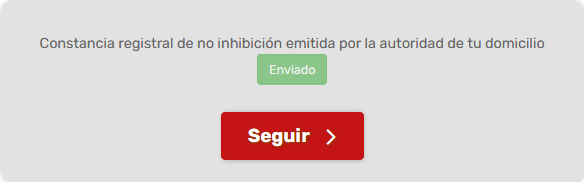 Constancia registral de no inhibición emitida por la autoridad de tu domicilio
Enviado
Seguir